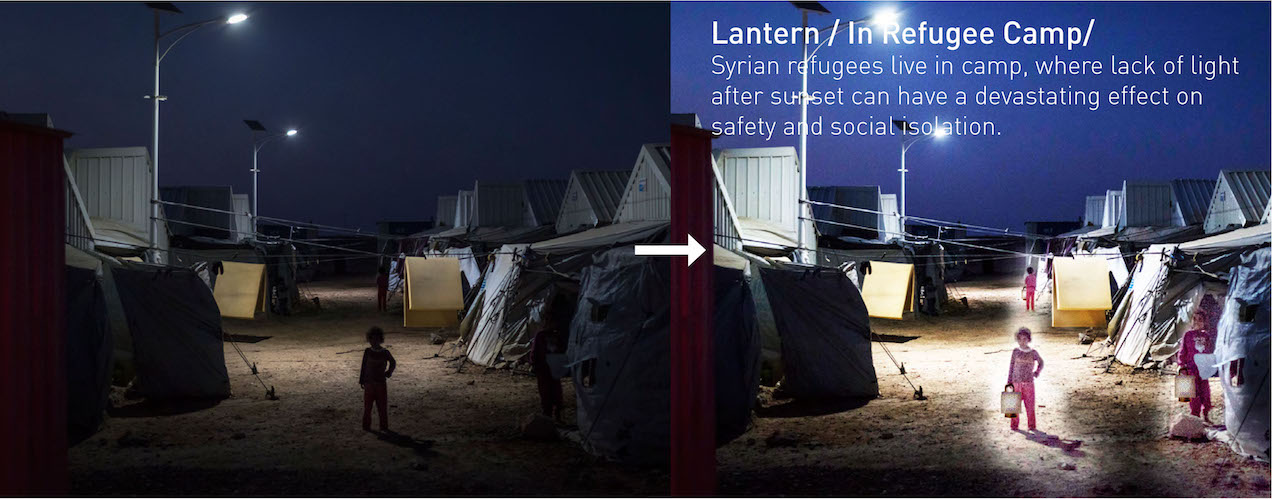 Lantern / In Refugee Camp/
Syrian refugees live in camp, where lack of light
after sunset can have a devastating effect on
safety and social isolation.